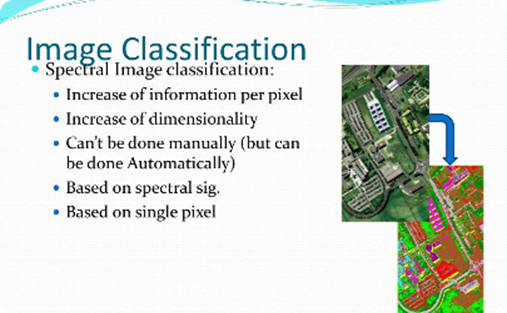 Image Classification
Spectral Image classification:
Increase of information per pixel
Increase of dimensionality
Can't be done manually (but can
be done Automatically)
Based on spectral sig.
Based on single pixel